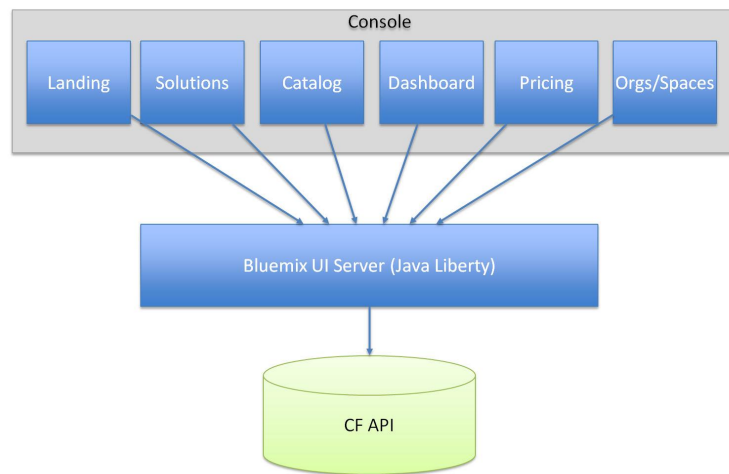 Console
Landing
Solutions
Catalog
Dashboard
Pricing
Orgs/Spaces
Bluemix UI Server (Java Liberty)
CF API